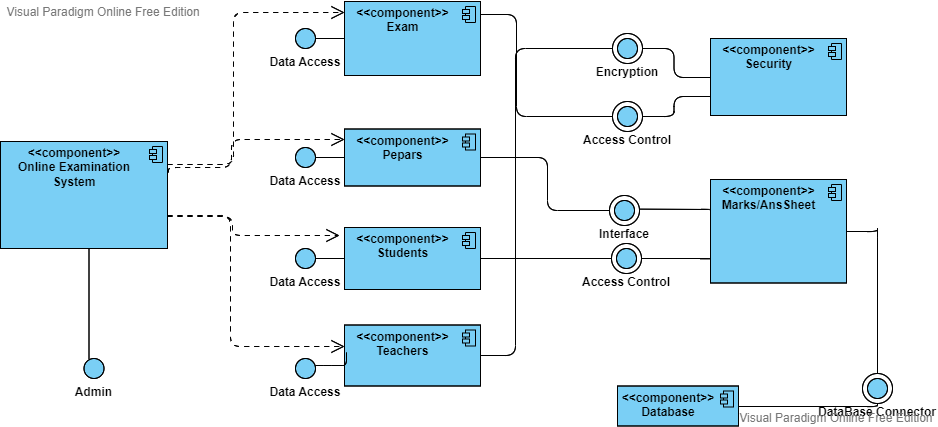 Visual Paradigm Online Free Edition
<<component>>
Exam
Data Access
<<component>>
Security
Encryption
Access Control
<<component>>
Pepars
Data Access
<<component>>
Online Examination
System
<<component>>
Marks/AnsSheet
Interface
<<component>>
Students
Data Access
Access Control
<<component>>
Teachers
Data Access
Admin
<<component>>
Database
DataBase Connector
Visual Paradigm Online Free Edition